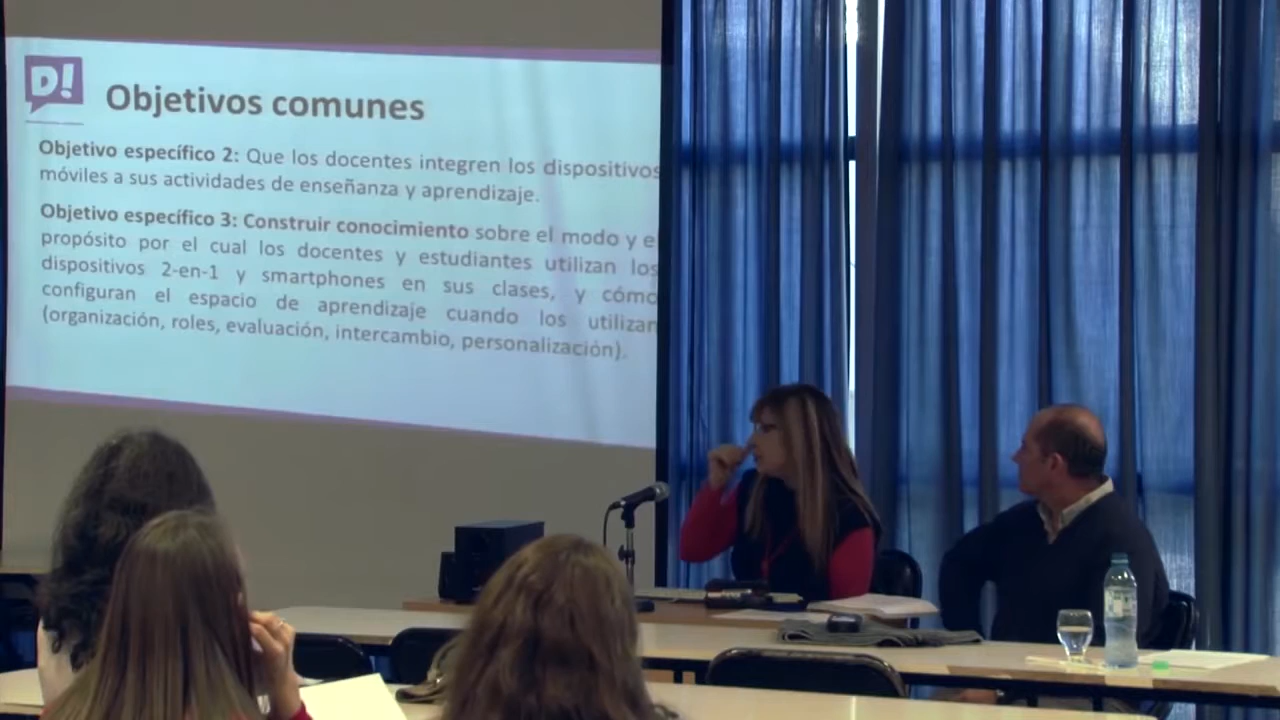 D!
Objetivos comunes
Objetivo específico 2: Que los docentes integren los dispositivos
móviles a sus actividades de enseñanza y aprendizaje.
Objetivo específico 3: Construir conocimiento sobre el modo y el
propósito por el cual los docentes y estudiantes utilizan los
dispositivos 2-en-1 y smartphones en sus clases, y cómo
configuran el espacio de aprendizaje cuando los utilizan
(organización, roles, evaluación, intercambio, personalización).